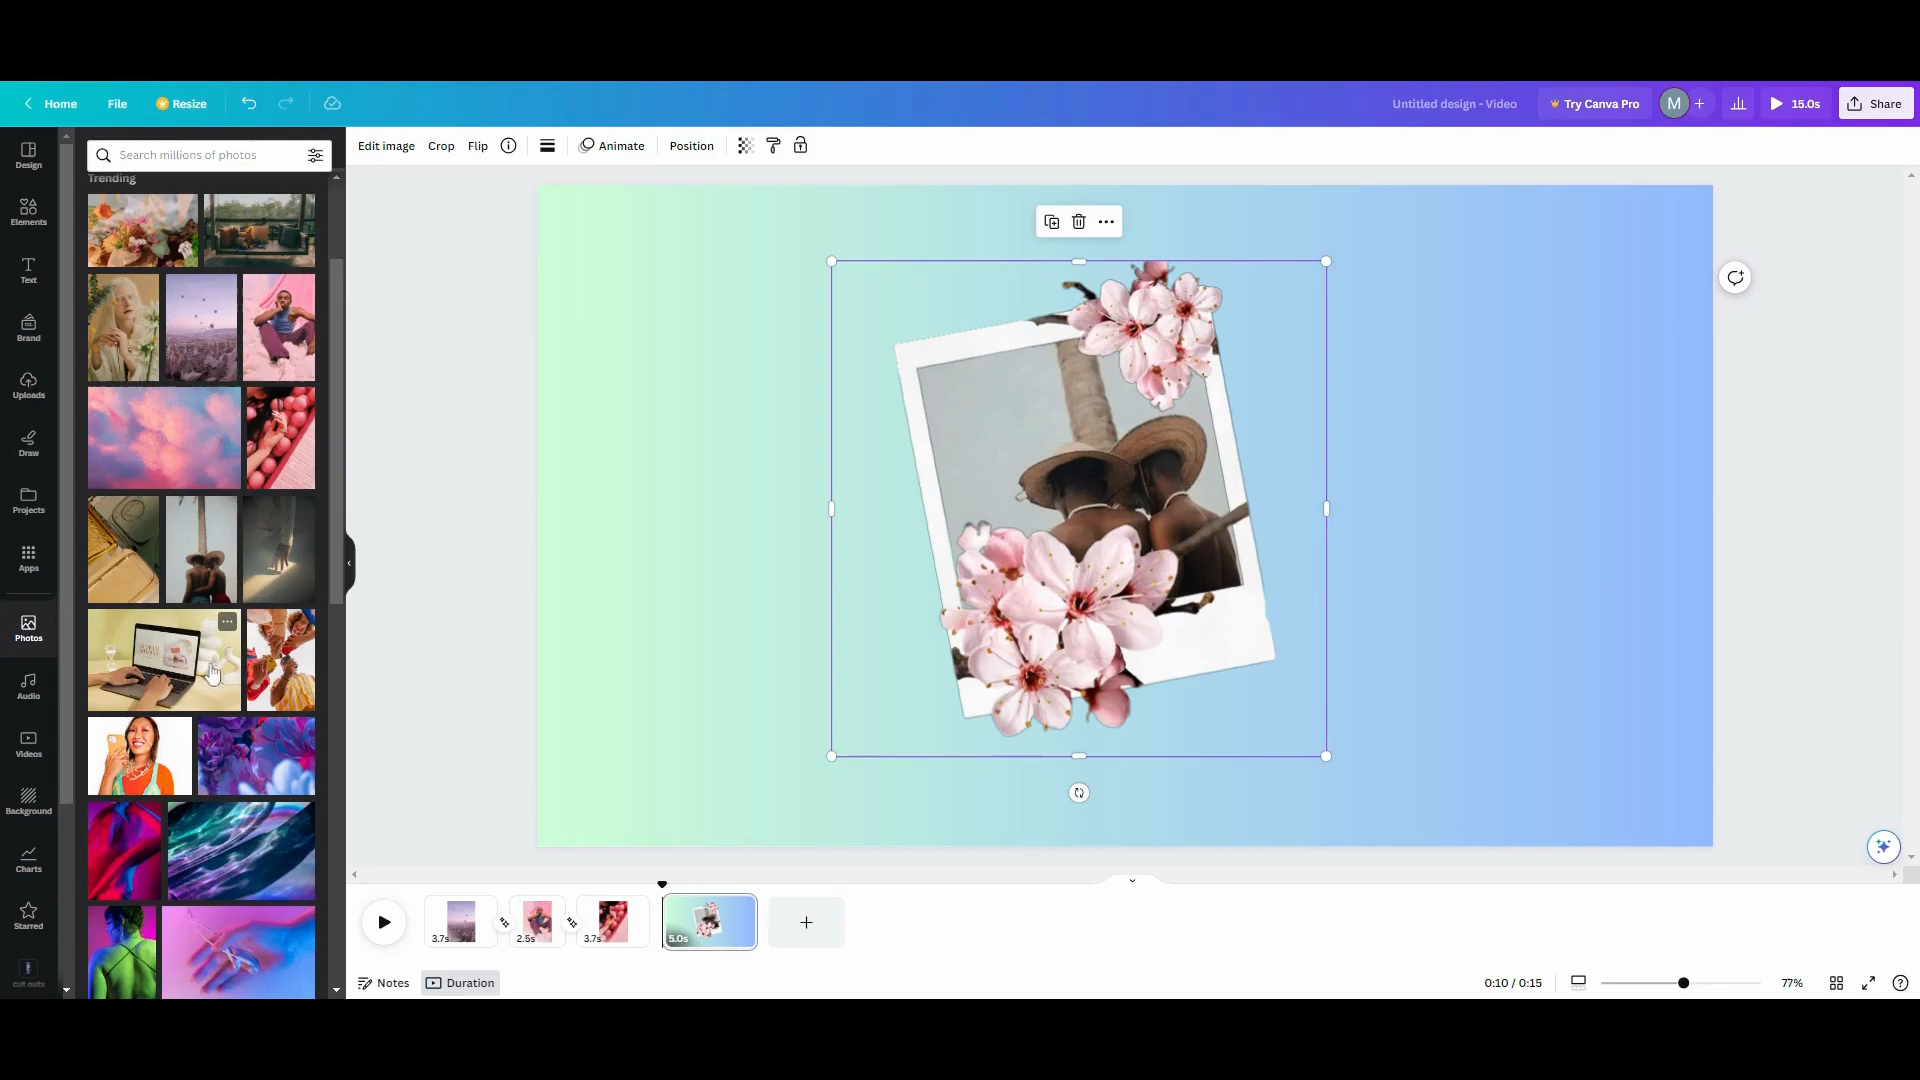 Home
File
Resize
Untitled design - Video
Try Canva Pro
M
15.0s
Share
Design
Elements
Text
Brand
Uploads
Draw
Projects
Apps
Photos
Audio
Videos
Background
Charts
Starred
cut outs
Search millions of photos
Trending
Edit image
Crop
Flip
Animate
Position
3.7s
2.5s
3.7s
5.0s
Notes
Duration
0:10 / 0:15
77%